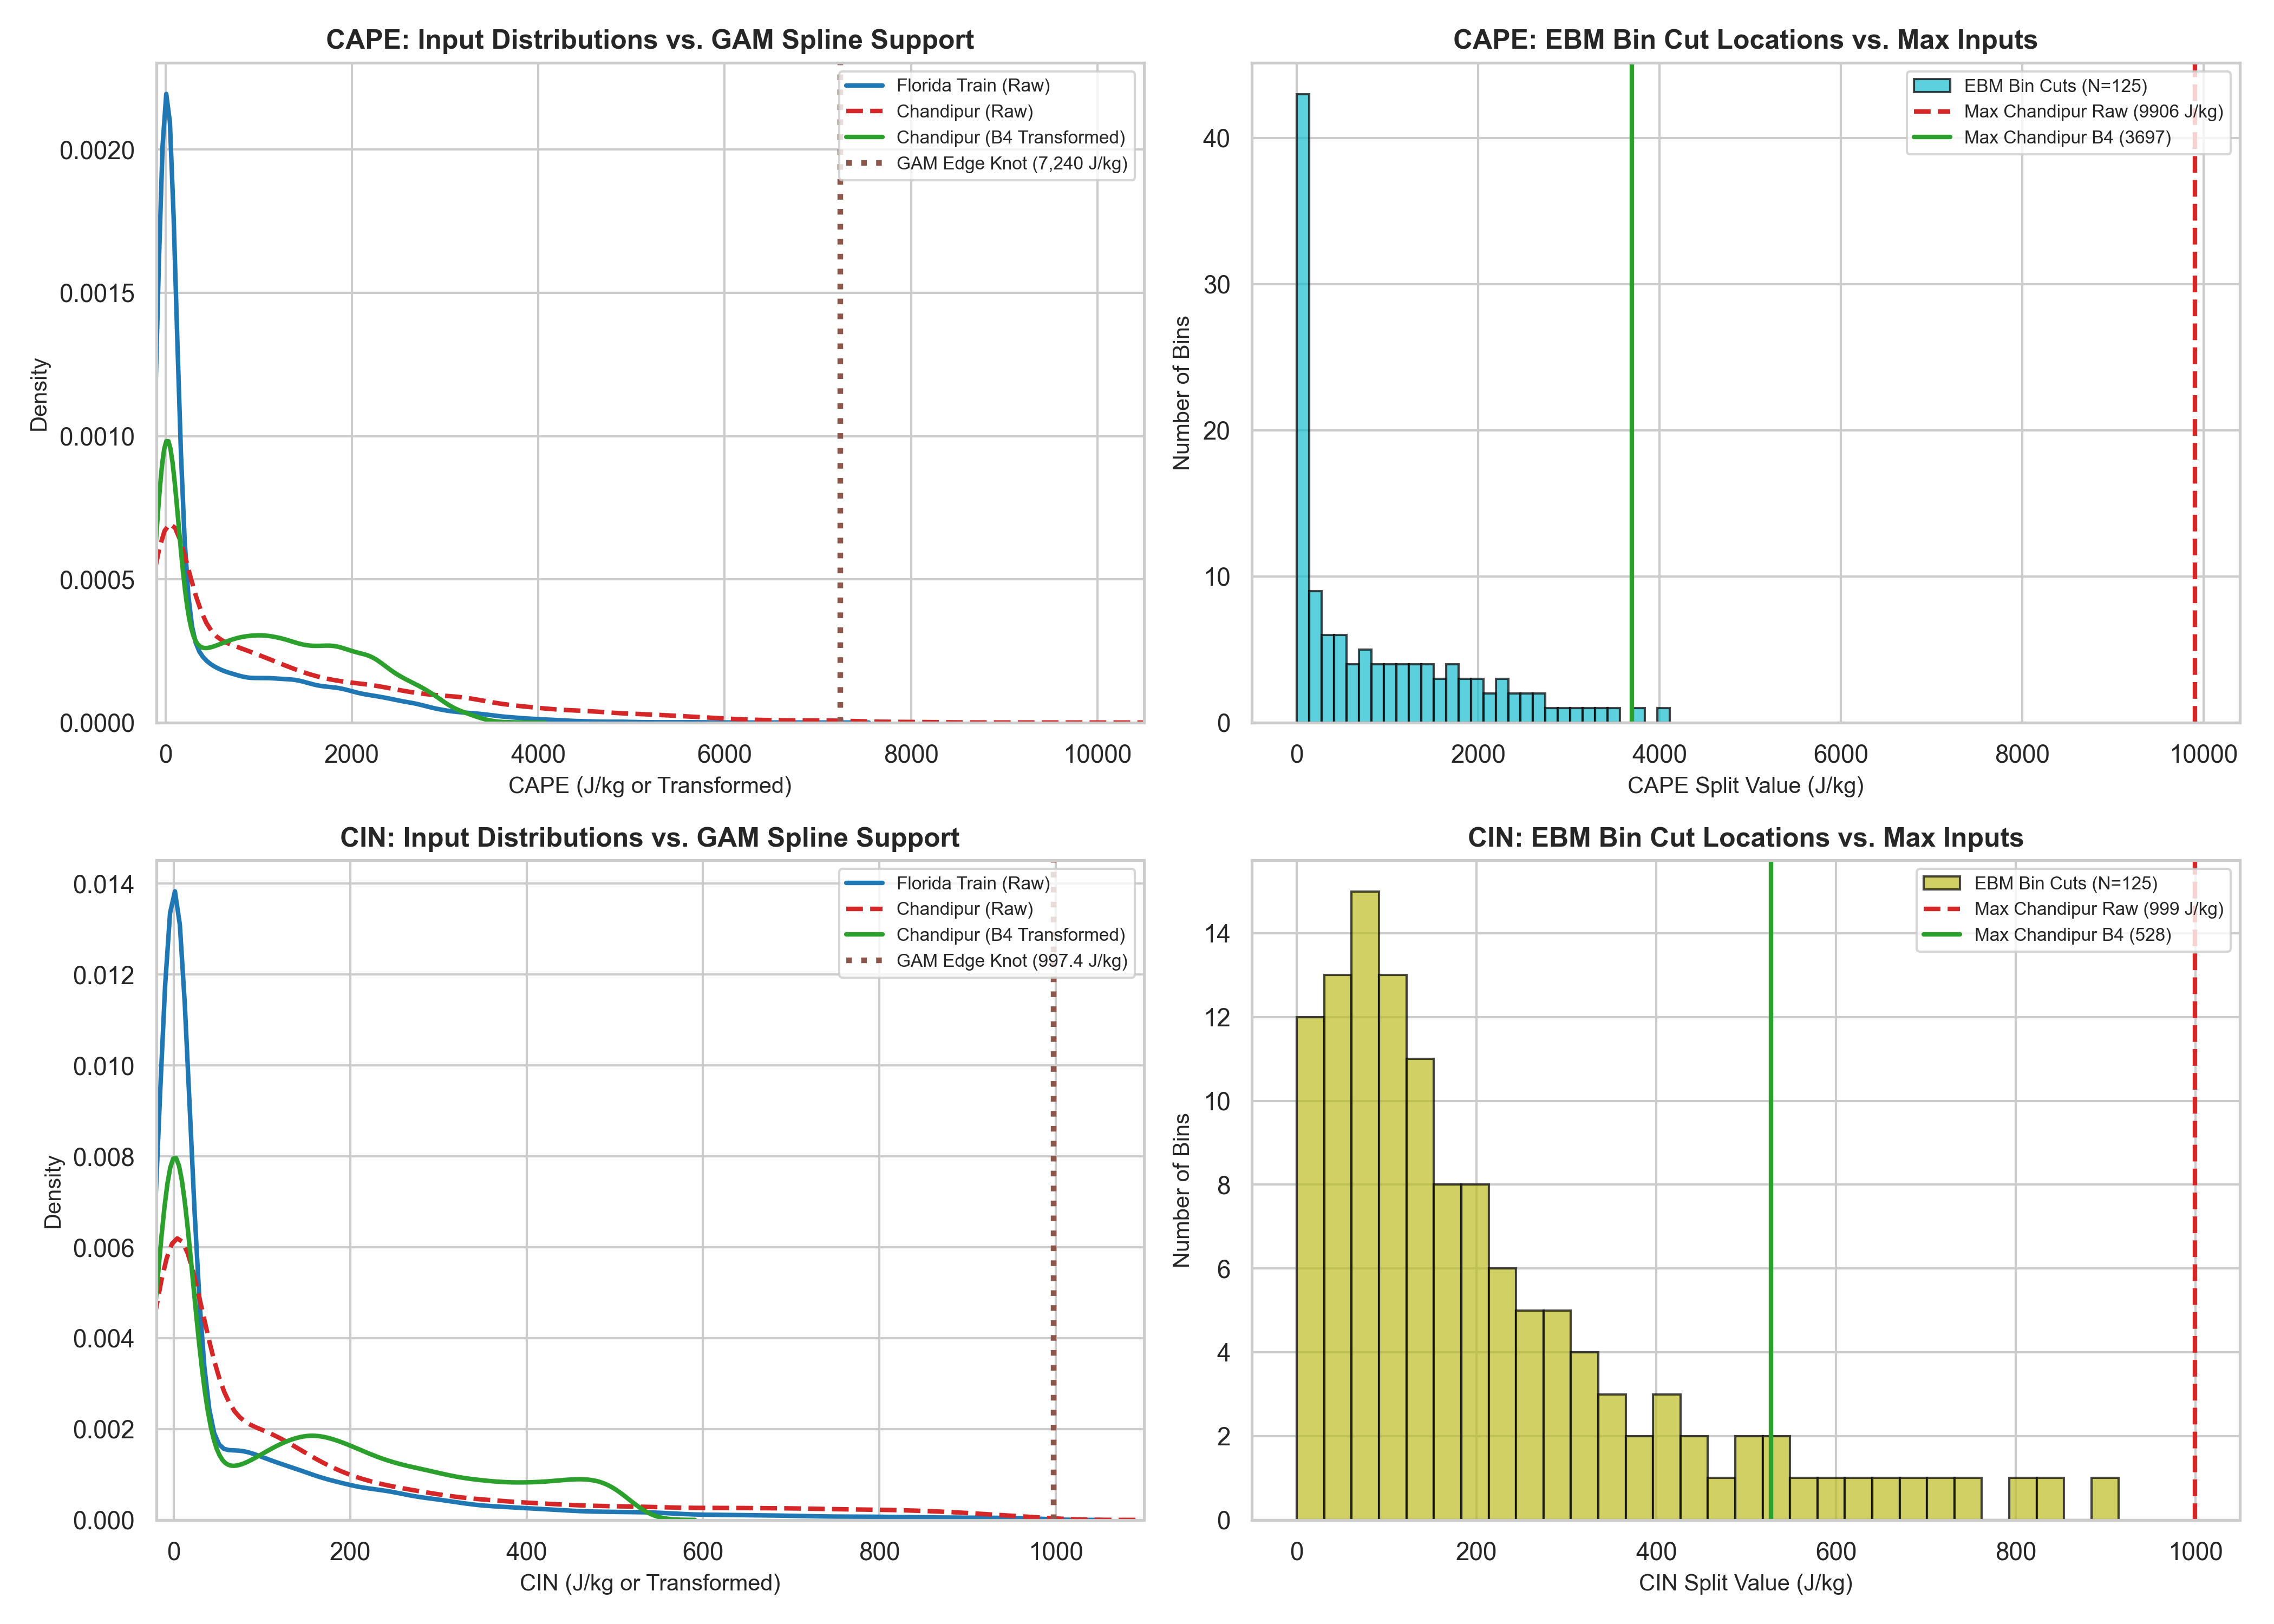 CAPE: Input Distributions vs. GAM Spline Support
Density
0.0020
0.0015
0.0010
0.0005
0.0000
Florida Train (Raw)
Chandipur (Raw)
Chandipur (B4 Transformed)
GAM Edge Knot (7,240 J/kg)
0 2000 4000 6000 8000 10000
CAPE (J/kg or Transformed)
CAPE: EBM Bin Cut Locations vs. Max Inputs
Number of Bins
40
30
20
10
0
EBM Bin Cuts (N=125)
Max Chandipur Raw (9906 J/kg)
Max Chandipur B4 (3697)
0 2000 4000 6000 8000 10000
CAPE Split Value (J/kg)
CIN: Input Distributions vs. GAM Spline Support
Density
0.014
0.012
0.010
0.008
0.006
0.004
0.002
0.000
Florida Train (Raw)
Chandipur (Raw)
Chandipur (B4 Transformed)
GAM Edge Knot (997.4 J/kg)
0 200 400 600 800 1000
CIN (J/kg or Transformed)
CIN: EBM Bin Cut Locations vs. Max Inputs
Number of Bins
14
12
10
8
6
4
2
0
EBM Bin Cuts (N=125)
Max Chandipur Raw (999 J/kg)
Max Chandipur B4 (528)
0 200 400 600 800 1000
CIN Split Value (J/kg)